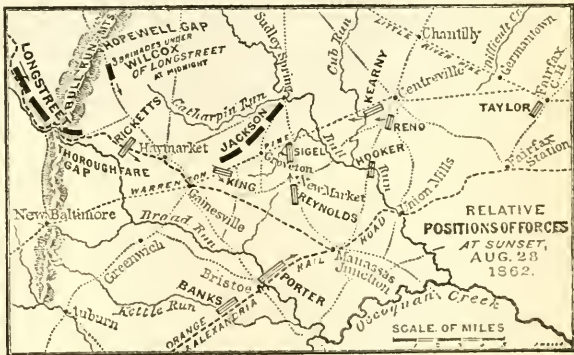 LONGSTREET
BULL RUN MTS.
HOPEWELL GAP
3 BRIGADES UNDER
WILCOX
OF LONGSTREET
AT MIDNIGHT
Sudley Springs
Cub Run
LITTLE RIVER
Chantilly
Difficult Cr.
Germantown
Fairfax
C.H.
TAYLOR
KEARNY
Centreville
RENO
Catharpin Run
RICKETTS
JACKSON
Haymarket
THOROUGHFARE
GAP
PIKE
Groveton
SIGEL
Bull
Run
HOOKER
Fairfax
Station
Union Mills
KING
New Market
REYNOLDS
WARRENTON
Gainesville
New Baltimore
Broad Run
Greenwich
RELATIVE
POSITIONS OF FORCES
AT SUNSET,
AUG. 28
1862.
RAIL ROAD
Manassas
Junction
Bristoe
PORTER
BANKS
Kettle Run
Auburn
ORANGE
& ALEXANDRIA
Occoquan Creek
SCALE OF MILES